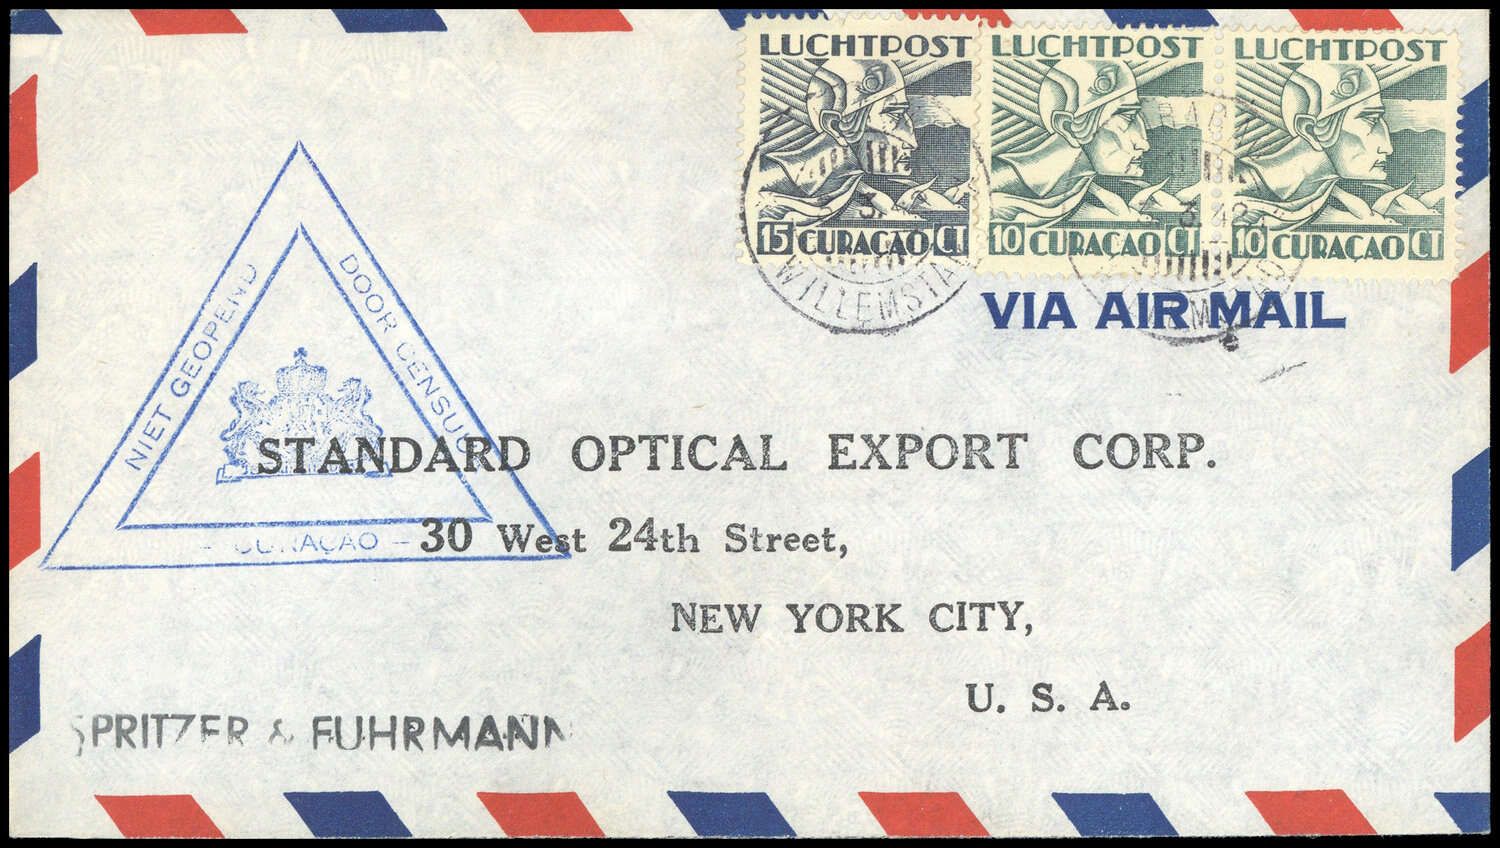 LUCHTPOST LUCHTPOST LUCHTPOST
15 CURAÇAO CT 10 CURAÇAO CT 10 CURAÇAO CT
WILLEMSTAD
VIA AIR MAIL
NIET GEOPEND
DOOR CENSUUR
- CURAÇAO -
STANDARD OPTICAL EXPORT CORP.
30 West 24th Street,
NEW YORK CITY,
U. S. A.
SPRITZER & FUHRMANN